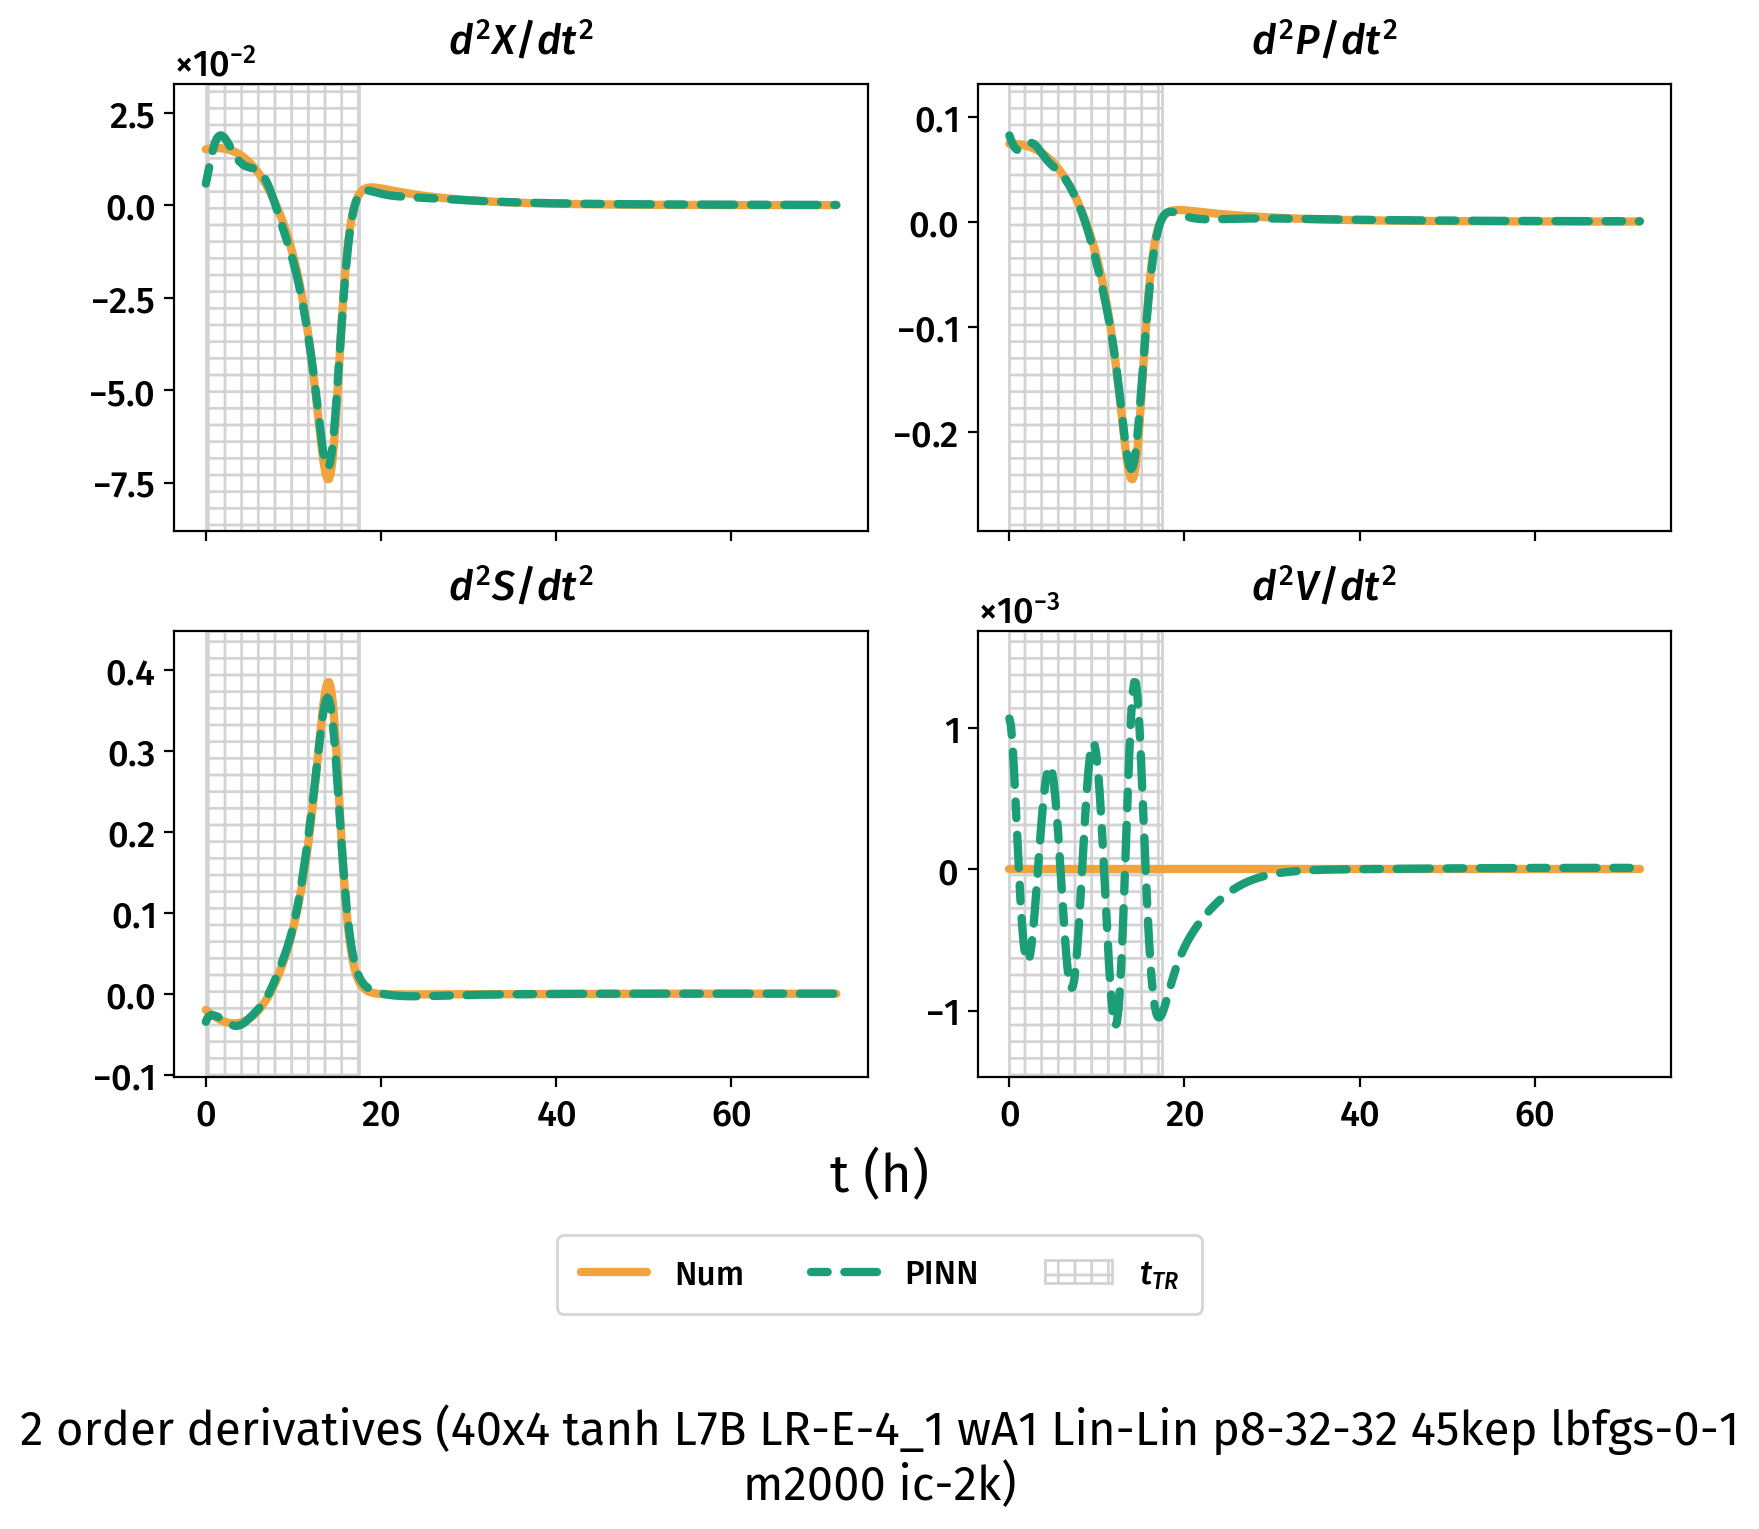 d²X/dt²
d²P/dt²
×10⁻²
2.5
0.0
−2.5
−5.0
−7.5
0.1
0.0
−0.1
−0.2
d²S/dt²
d²V/dt²
×10⁻³
0.4
0.3
0.2
0.1
0.0
−0.1
1
0
−1
0 20 40 60
0 20 40 60
t (h)
Num PINN t_TR
2 order derivatives (40x4 tanh L7B LR-E-4_1 wA1 Lin-Lin p8-32-32 45kep lbfgs-0-1
m2000 ic-2k)